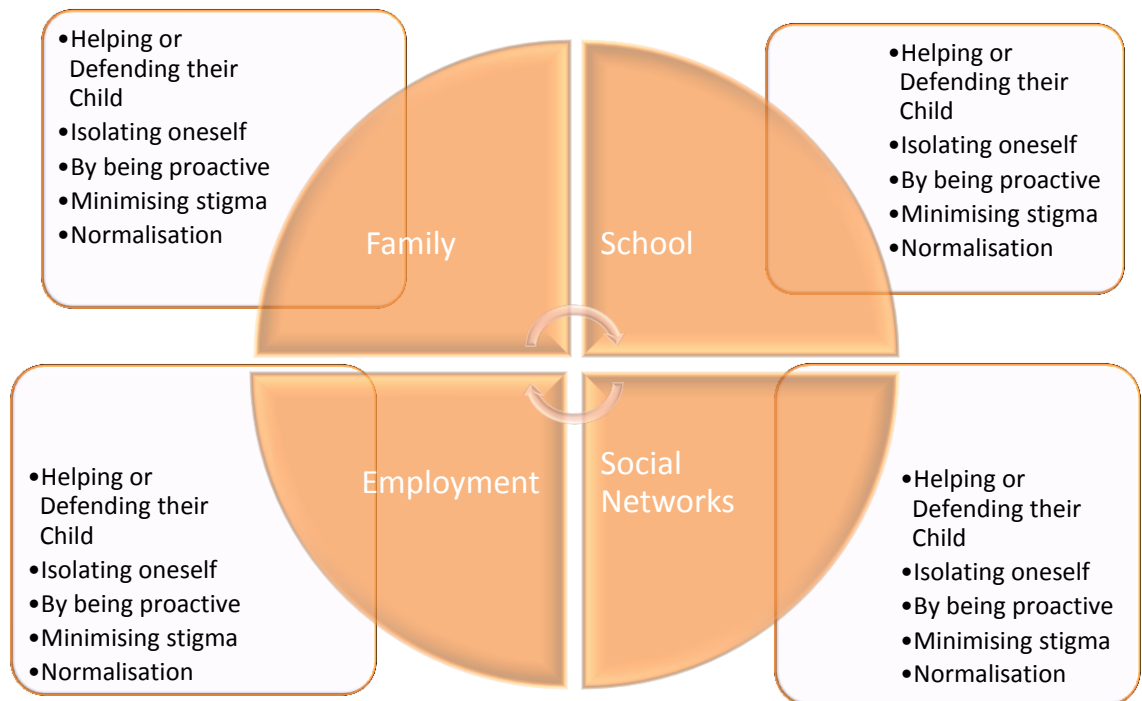 •Helping or
Defending their
Child
•Isolating oneself
•By being proactive
•Minimising stigma
•Normalisation
Family
School
•Helping or
Defending their
Child
•Isolating oneself
•By being proactive
•Minimising stigma
•Normalisation
•Helping or
Defending their
Child
•Isolating oneself
•By being proactive
•Minimising stigma
•Normalisation
Employment
Social
Networks
•Helping or
Defending their
Child
•Isolating oneself
•By being proactive
•Minimising stigma
•Normalisation